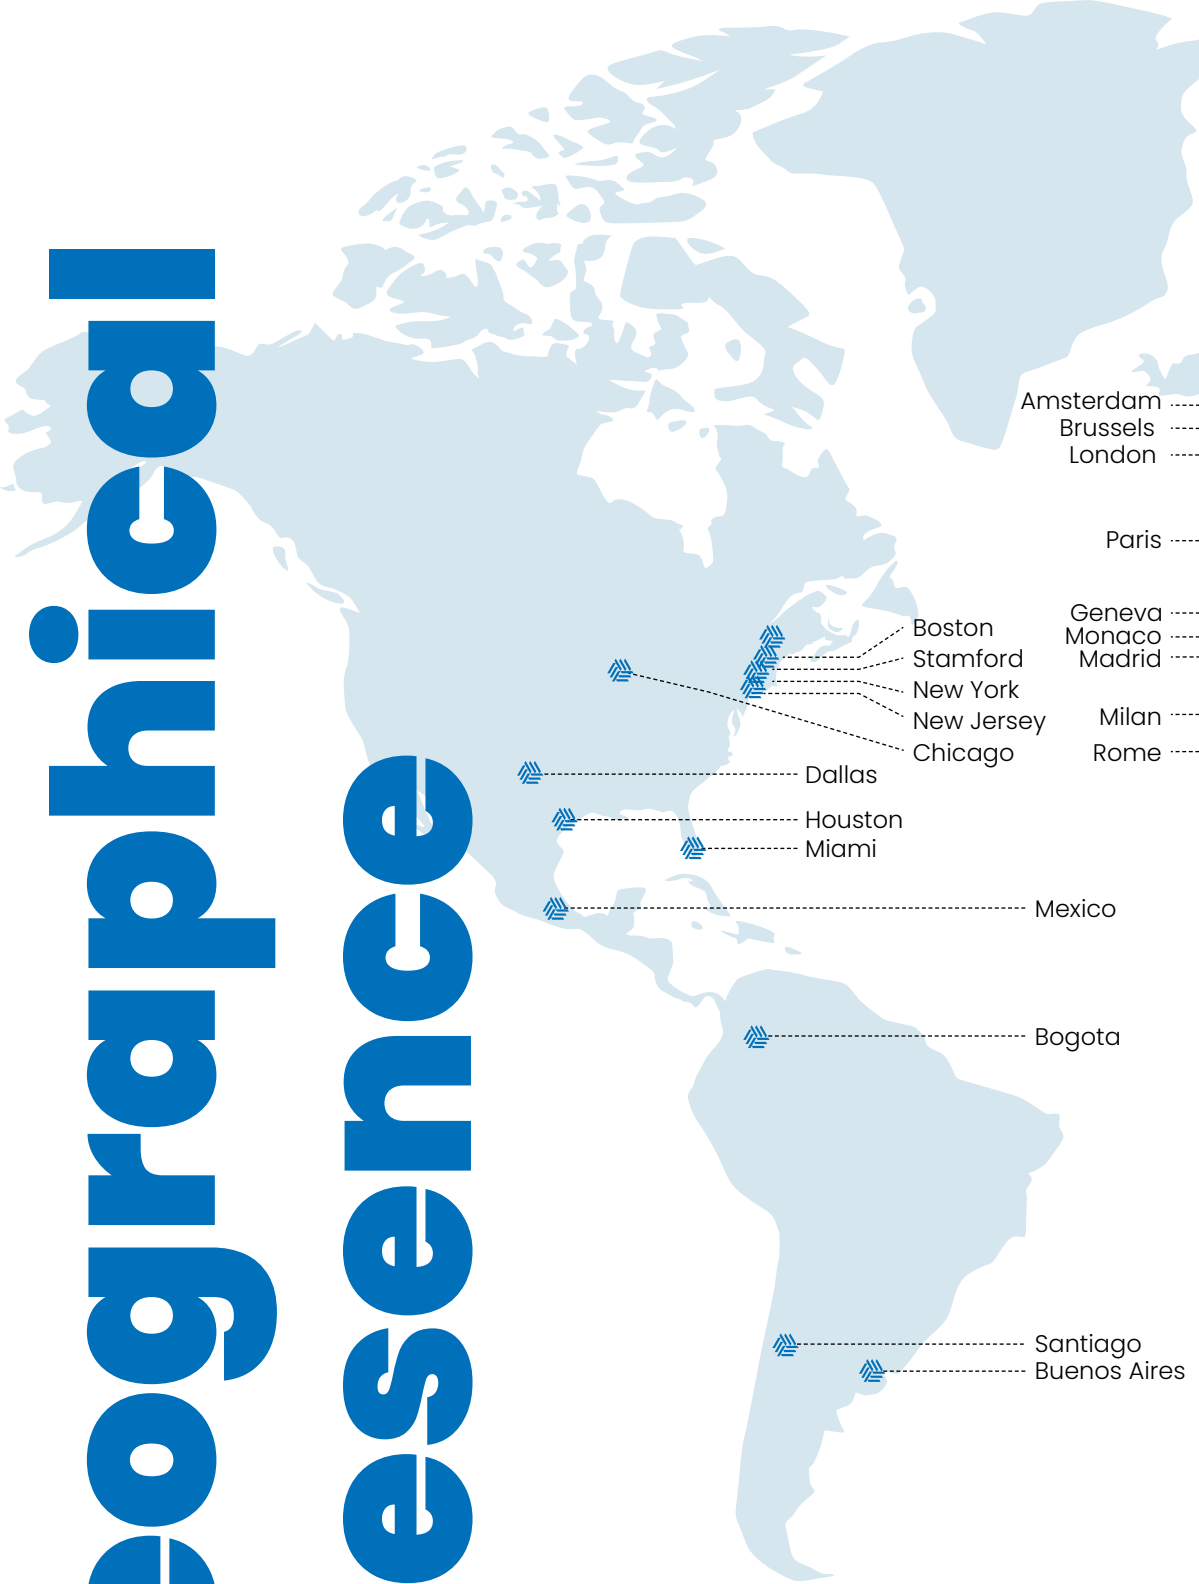 ographical
esence
Amsterdam
Brussels
London
Paris
Geneva
Monaco
Madrid
Milan
Rome
Boston
Stamford
New York
New Jersey
Chicago
Dallas
Houston
Miami
Mexico
Bogota
Santiago
Buenos Aires